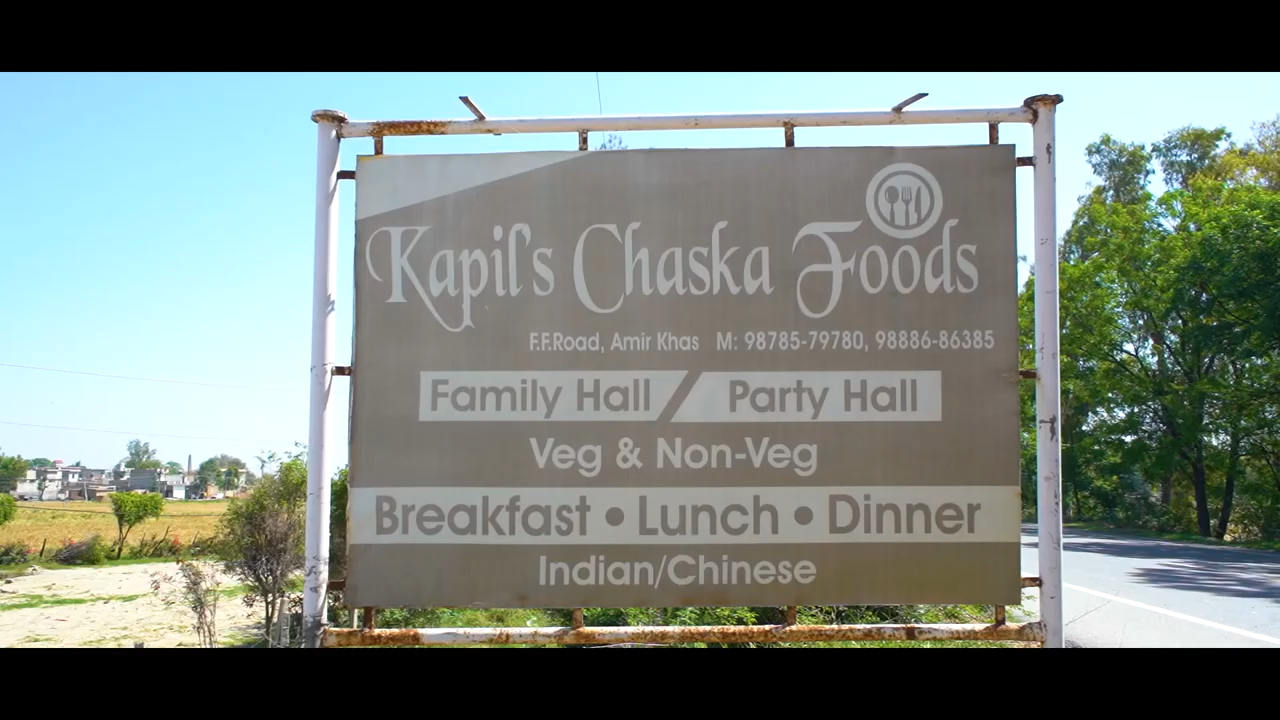 Kapil's Chaska Foods
F.F.Road, Amir Khas M: 98785-79780, 98886-86385
Family Hall / Party Hall
Veg & Non-Veg
Breakfast • Lunch • Dinner
Indian/Chinese